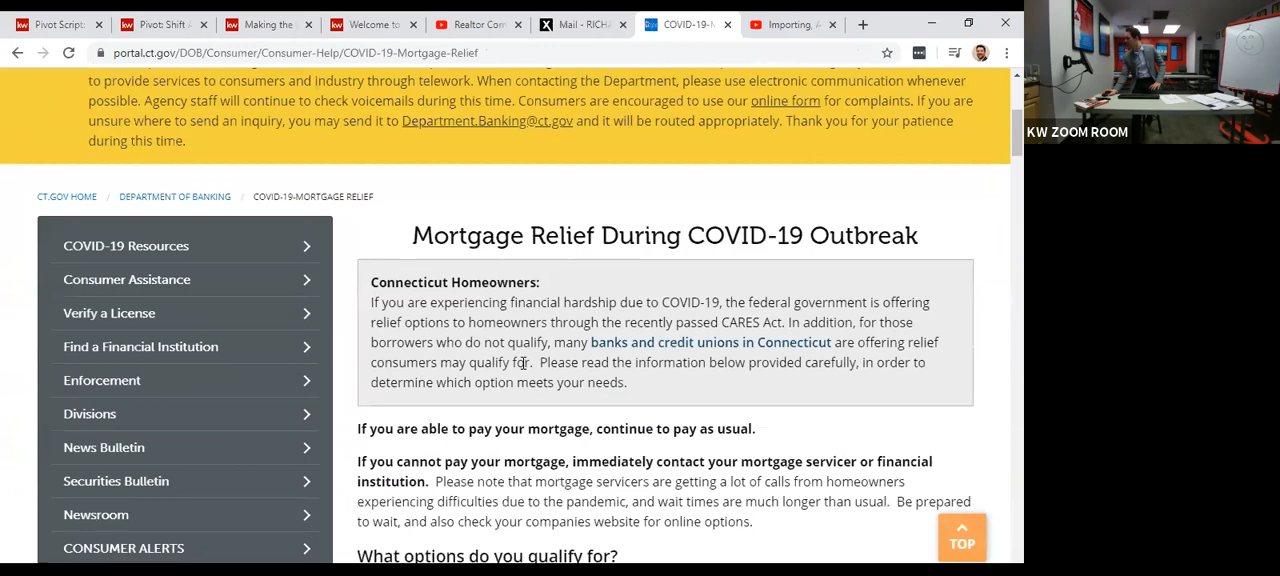 Pivot Script
Pivot: Shift
Making the
Welcome to
Realtor Com
Mail - RICHA
COVID-19-M
Importing,
portal.ct.gov/DOB/Consumer/Consumer-Help/COVID-19-Mortgage-Relief
to provide services to consumers and industry through telework. When contacting the Department, please use electronic communication whenever
possible. Agency staff will continue to check voicemails during this time. Consumers are encouraged to use our online form for complaints. If you are
unsure where to send an inquiry, you may send it to Department.Banking@ct.gov and it will be routed appropriately. Thank you for your patience
during this time.
CT.GOV HOME / DEPARTMENT OF BANKING / COVID-19-MORTGAGE RELIEF
COVID-19 Resources
Consumer Assistance
Verify a License
Find a Financial Institution
Enforcement
Divisions
News Bulletin
Securities Bulletin
Newsroom
CONSUMER ALERTS
Mortgage Relief During COVID-19 Outbreak
Connecticut Homeowners:
If you are experiencing financial hardship due to COVID-19, the federal government is offering
relief options to homeowners through the recently passed CARES Act. In addition, for those
borrowers who do not qualify, many banks and credit unions in Connecticut are offering relief
consumers may qualify for. Please read the information below provided carefully, in order to
determine which option meets your needs.
If you are able to pay your mortgage, continue to pay as usual.
If you cannot pay your mortgage, immediately contact your mortgage servicer or financial
institution. Please note that mortgage servicers are getting a lot of calls from homeowners
experiencing difficulties due to the pandemic, and wait times are much longer than usual. Be prepared
to wait, and also check your companies website for online options.
What options do you qualify for?
TOP
KW ZOOM ROOM